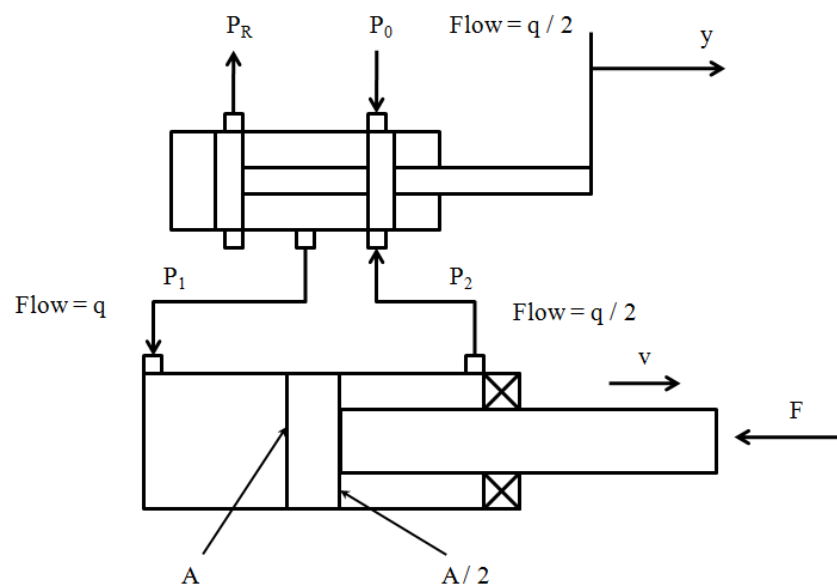 P_R
P_0
Flow = q / 2
y
P_1
P_2
Flow = q
Flow = q / 2
v
F
A
A / 2